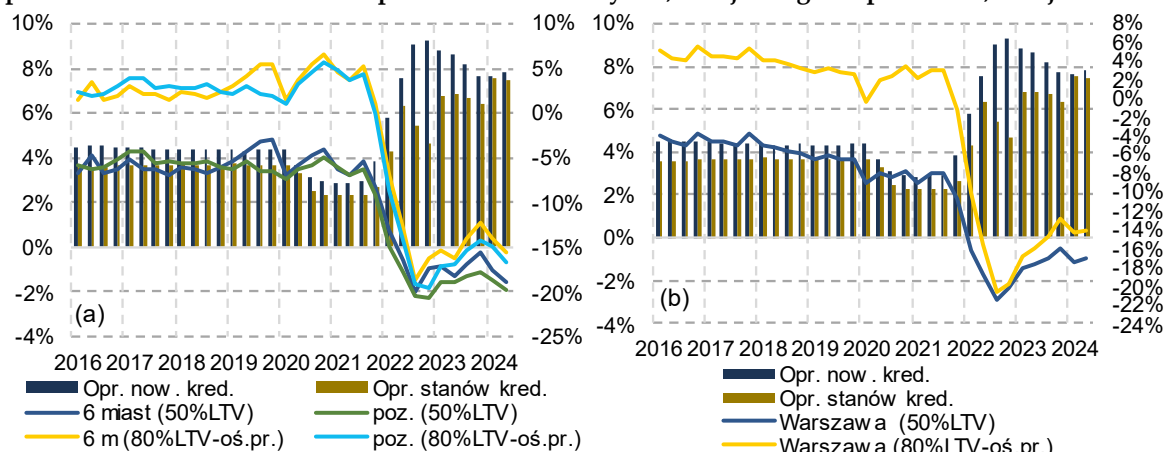 10% 10% 10% 8%
8% 5% 8% 6%
6% 0% 6% 4%
4% -5% 4% 2%
2% -10% 2% 0%
0% -15% 0% -2%
-2% -20% -2% -4%
-4% -25% -4% -6%
-8%
-10%
-12%
-14%
-16%
-18%
-20%
-22%
-24%
(a) (b)
2016 2017 2018 2019 2020 2021 2022 2023 2024 2016 2017 2018 2019 2020 2021 2022 2023 2024
Opr. now. kred. Opr. stanów kred.
6 miast (50%LTV) poz. (50%LTV)
6 m (80%LTV-oś.pr.) poz. (80%LTV-oś.pr.)
Opr. now. kred.
Opr. stanów kred.
Warszawa (50%LTV)
Warszawa (80%LTV-oś.pr.)